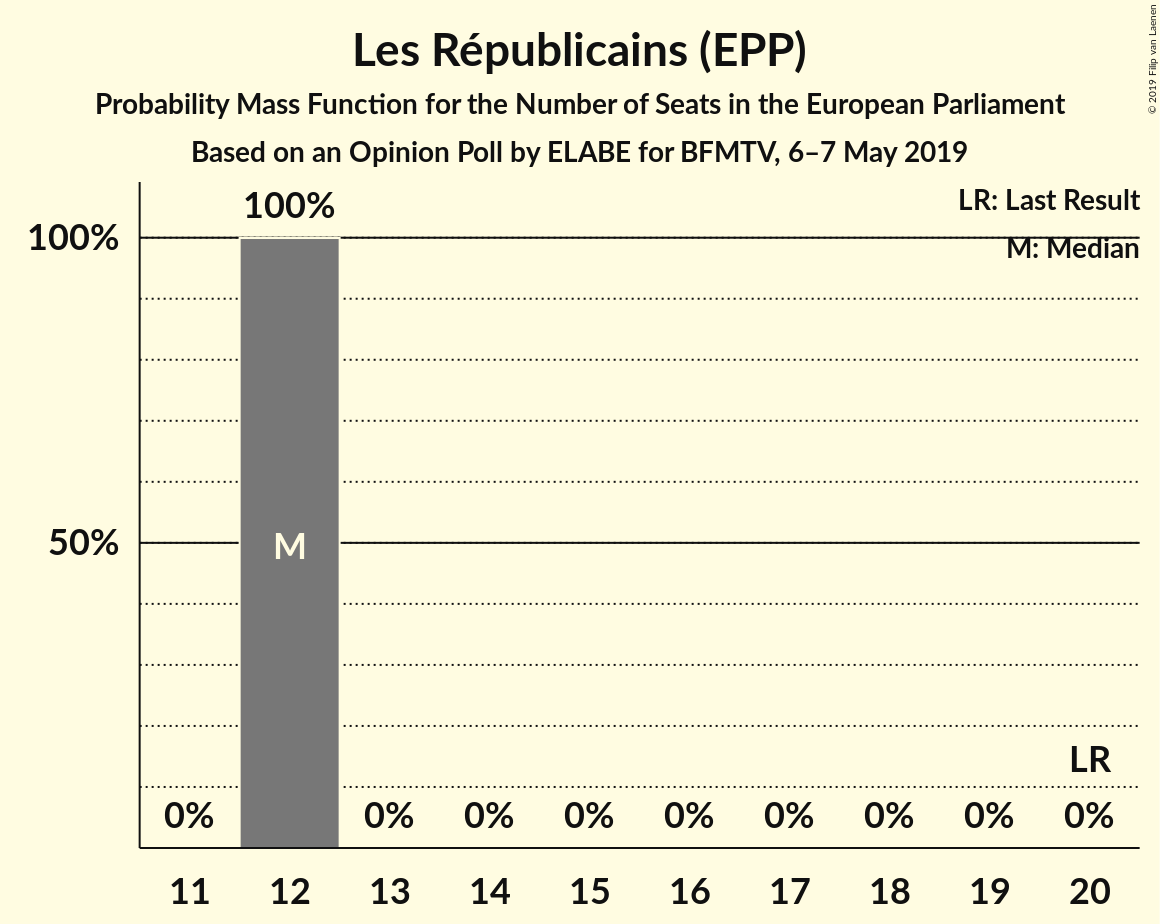 Les Républicains (EPP)
Probability Mass Function for the Number of Seats in the European Parliament
Based on an Opinion Poll by ELABE for BFMTV, 6–7 May 2019
© 2019 Filip van Laenen
LR: Last Result
M: Median
100%
100%
50%
M
LR
0% 0% 0% 0% 0% 0% 0% 0% 0%
11 12 13 14 15 16 17 18 19 20